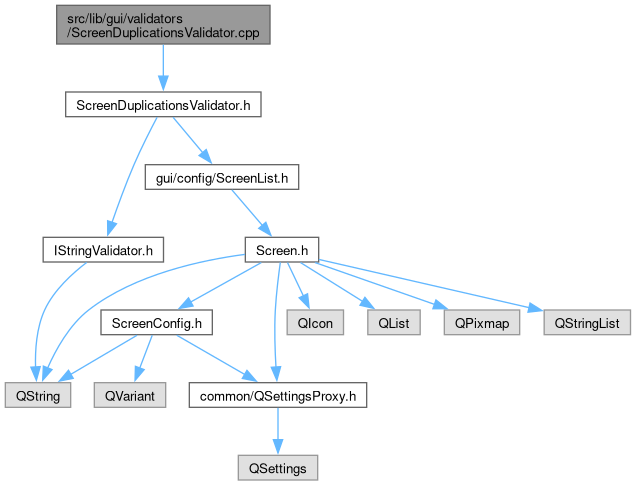 src/lib/gui/validators
/ScreenDuplicationsValidator.cpp
ScreenDuplicationsValidator.h
gui/config/ScreenList.h
IStringValidator.h
Screen.h
ScreenConfig.h
QIcon
QList
QPixmap
QStringList
QString
QVariant
common/QSettingsProxy.h
QSettings